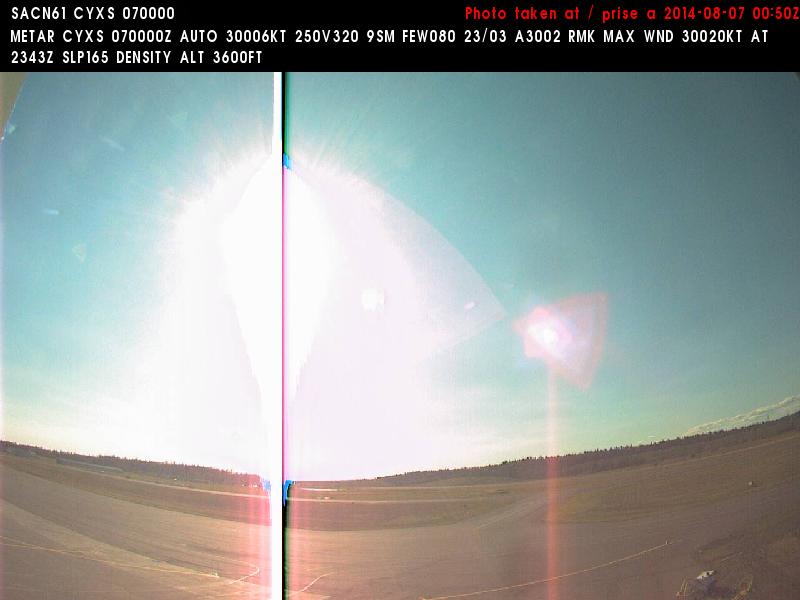 SACN61 CYXS 070000
Photo taken at / prise a 2014-08-07 00:50Z
METAR CYXS 070000Z AUTO 30006KT 250V320 9SM FEW080 23/03 A3002 RMK MAX WND 30020KT AT
2343Z SLP165 DENSITY ALT 3600FT